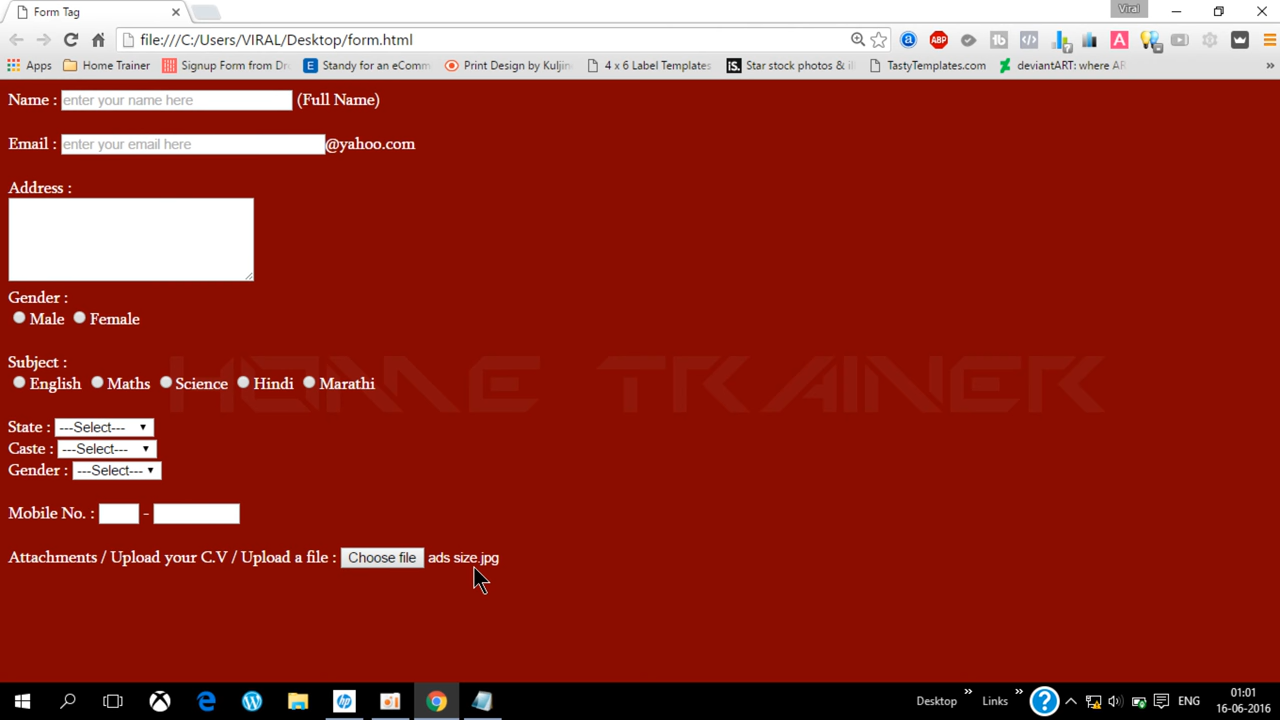 Form Tag
Viral
file:///C:/Users/VIRAL/Desktop/form.html
Apps Home Trainer Signup Form from Dr Standy for an eComm Print Design by Kuljin 4 x 6 Label Templates Star stock photos & il TastyTemplates.com deviantART: where AR »
Name : enter your name here (Full Name)
Email : enter your email here @yahoo.com
Address :
Gender :
Male Female
Subject :
English Maths Science Hindi Marathi
HOME TRAINER
State : ---Select---
Caste : ---Select---
Gender : ---Select---
Mobile No. : -
Attachments / Upload your C.V / Upload a file : Choose file ads size.jpg
Desktop » Links » ENG 01:01
16-06-2016